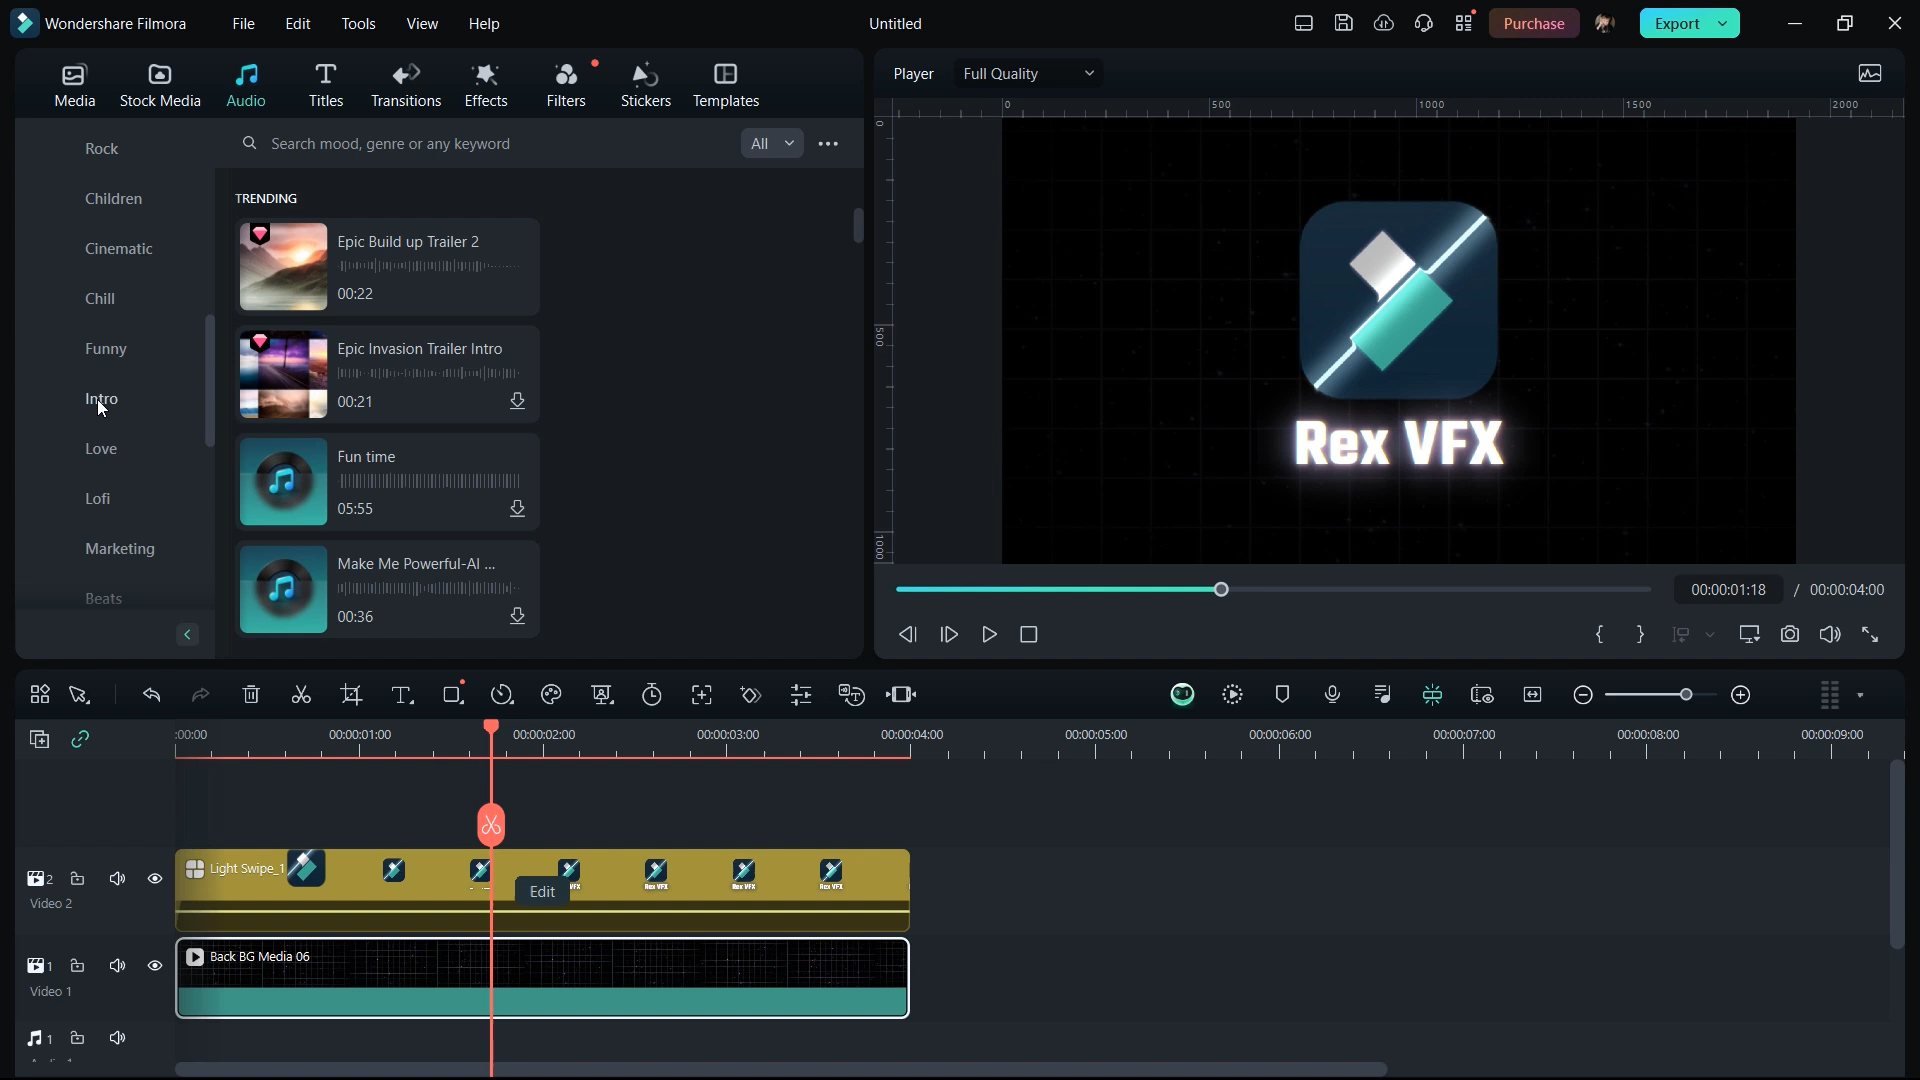 Wondershare Filmora
File
Edit
Tools
View
Help
Untitled
Purchase
Export
Media
Stock Media
Audio
Titles
Transitions
Effects
Filters
Stickers
Templates
Player
Full Quality
Rock
Children
Cinematic
Chill
Funny
Intro
Love
Lofi
Marketing
Beats
Search mood, genre or any keyword
All
TRENDING
Epic Build up Trailer 2
00:22
Epic Invasion Trailer Intro
00:21
Fun time
05:55
Make Me Powerful-AI ...
00:36
0
500
1000
1500
2000
0
500
1000
Rex VFX
00:00:01:18 / 00:00:04:00
:00:00
00:00:01:00
00:00:02:00
00:00:03:00
00:00:04:00
00:00:05:00
00:00:06:00
00:00:07:00
00:00:08:00
00:00:09:00
2
Video 2
Light Swipe_1
Rex VFX
Rex VFX
Rex VFX
Edit
1
Video 1
Back BG Media 06
1